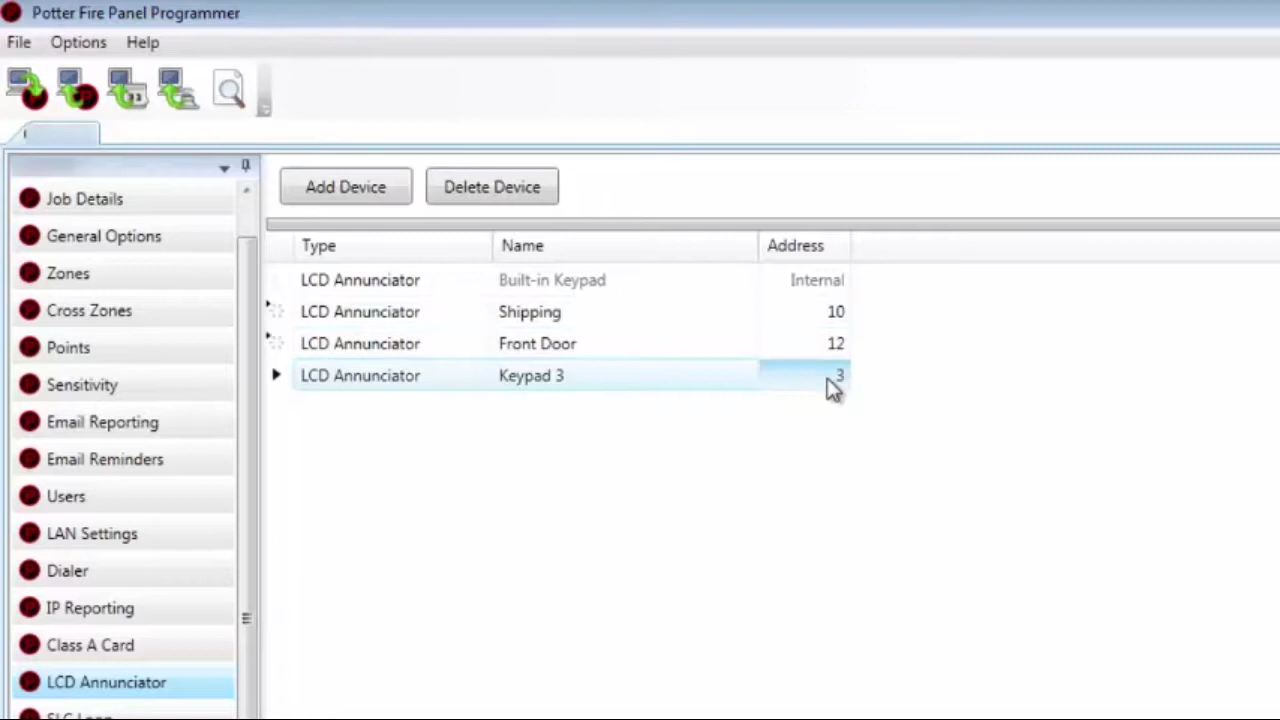 Potter Fire Panel Programmer
File Options Help
Add Device Delete Device
Job Details
General Options
Zones
Cross Zones
Points
Sensitivity
Email Reporting
Email Reminders
Users
LAN Settings
Dialer
IP Reporting
Class A Card
LCD Annunciator
Type Name Address
LCD Annunciator Built-in Keypad Internal
LCD Annunciator Shipping 10
LCD Annunciator Front Door 12
LCD Annunciator Keypad 3 3